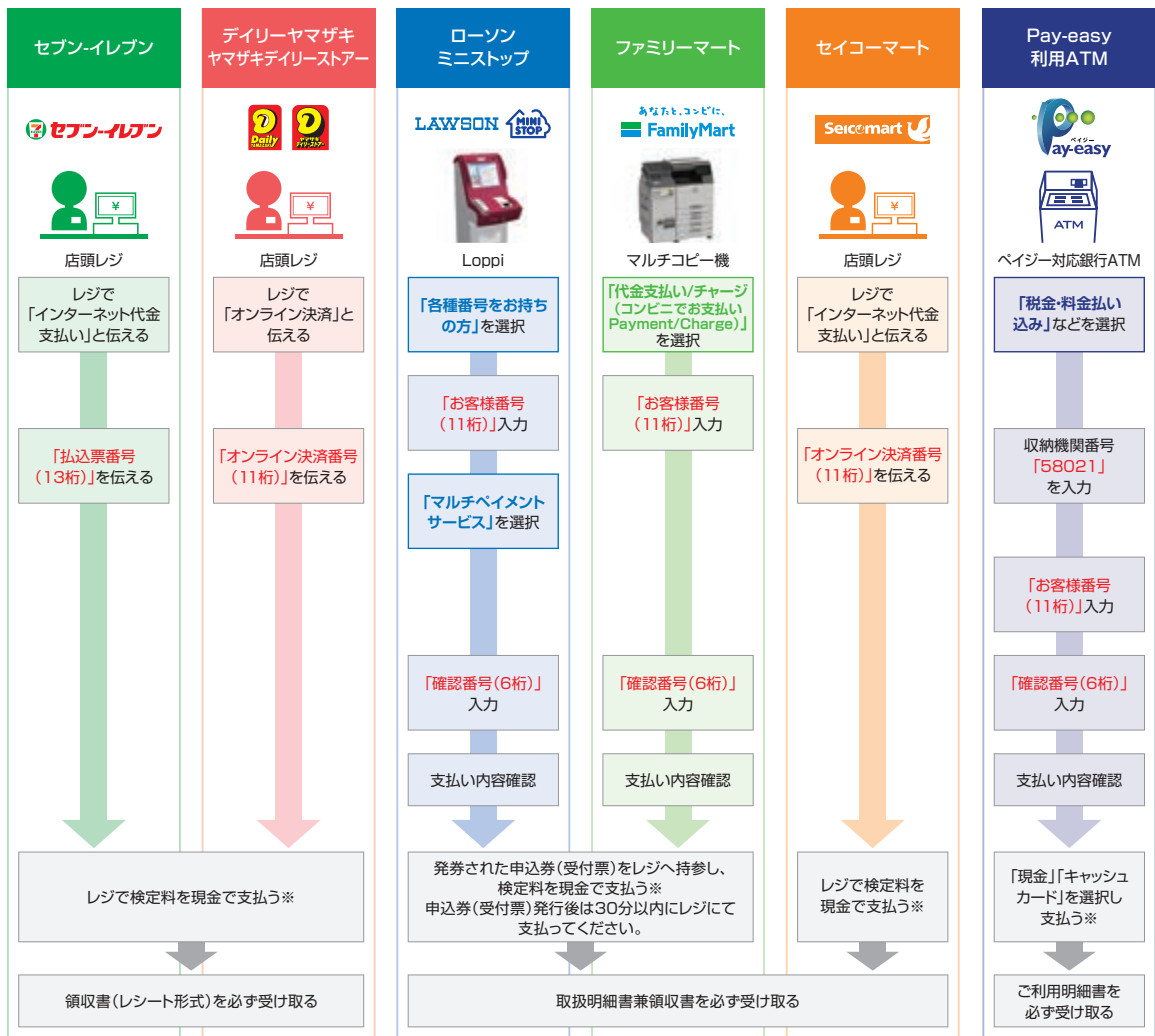 セブン-イレブン
セブン-イレブン
¥
店頭レジ
レジで
「インターネット代金
支払い」と伝える
「払込票番号
(13桁)」を伝える
デイリーヤマザキ
ヤマザキデイリーストアー
Daily
YAMAZAKI
ヤマザキ
デイリーストアー
¥
店頭レジ
レジで
「オンライン決済」と
伝える
「オンライン決済番号
(11桁)」を伝える
レジで検定料を現金で支払う※
領収書(レシート形式)を必ず受け取る
ローソン
ミニストップ
LAWSON
MINI
STOP
Loppi
「各種番号をお持ち
の方」を選択
「お客様番号
(11桁)」入力
「マルチペイメント
サービス」を選択
「確認番号(6桁)」
入力
支払い内容確認
ファミリーマート
あなたと、コンビに、
FamilyMart
マルチコピー機
「代金支払い/チャージ
(コンビニでお支払い
Payment/Charge)」
を選択
「お客様番号
(11桁)」入力
「確認番号(6桁)」
入力
支払い内容確認
発券された申込券(受付票)をレジへ持参し、
検定料を現金で支払う※
申込券(受付票)発行後は30分以内にレジにて
支払ってください。
セイコーマート
Seicomart
¥
店頭レジ
レジで
「インターネット代金
支払い」と伝える
「オンライン決済番号
(11桁)」を伝える
レジで検定料を
現金で支払う※
取扱明細書兼領収書を必ず受け取る
Pay-easy
利用ATM
ペイジー
Pay-easy
ATM
ペイジー対応銀行ATM
「税金・料金払い
込み」などを選択
収納機関番号
「58021」
を入力
「お客様番号
(11桁)」入力
「確認番号(6桁)」
入力
支払い内容確認
「現金」「キャッシュ
カード」を選択し
支払う※
ご利用明細書を
必ず受け取る